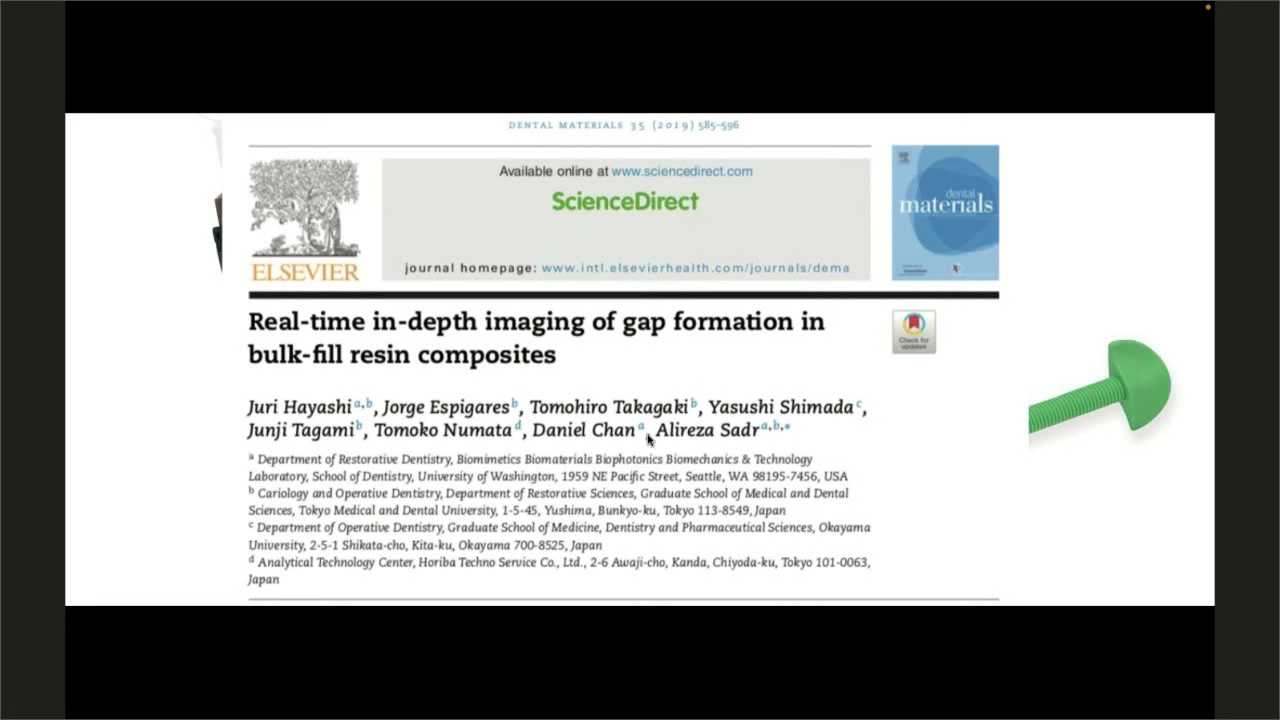 DENTAL MATERIALS 35 (2019) 585–596
Available online at www.sciencedirect.com
ScienceDirect
journal homepage: www.intl.elsevierhealth.com/journals/dema
ELSEVIER
dental
materials
Real-time in-depth imaging of gap formation in
bulk-fill resin composites
Check for
updates
Juri Hayashi a,b, Jorge Espigares b, Tomohiro Takagaki b, Yasushi Shimada c,
Junji Tagami b, Tomoko Numata d, Daniel Chan a, Alireza Sadr a,b,*
a Department of Restorative Dentistry, Biomimetics Biomaterials Biophotonics Biomechanics & Technology
Laboratory, School of Dentistry, University of Washington, 1959 NE Pacific Street, Seattle, WA 98195-7456, USA
b Cariology and Operative Dentistry, Department of Restorative Sciences, Graduate School of Medical and Dental
Sciences, Tokyo Medical and Dental University, 1-5-45, Yushima, Bunkyo-ku, Tokyo 113-8549, Japan
c Department of Operative Dentistry, Graduate School of Medicine, Dentistry and Pharmaceutical Sciences, Okayama
University, 2-5-1 Shikata-cho, Kita-ku, Okayama 700-8525, Japan
d Analytical Technology Center, Horiba Techno Service Co., Ltd., 2-6 Awaji-cho, Kanda, Chiyoda-ku, Tokyo 101-0063,
Japan